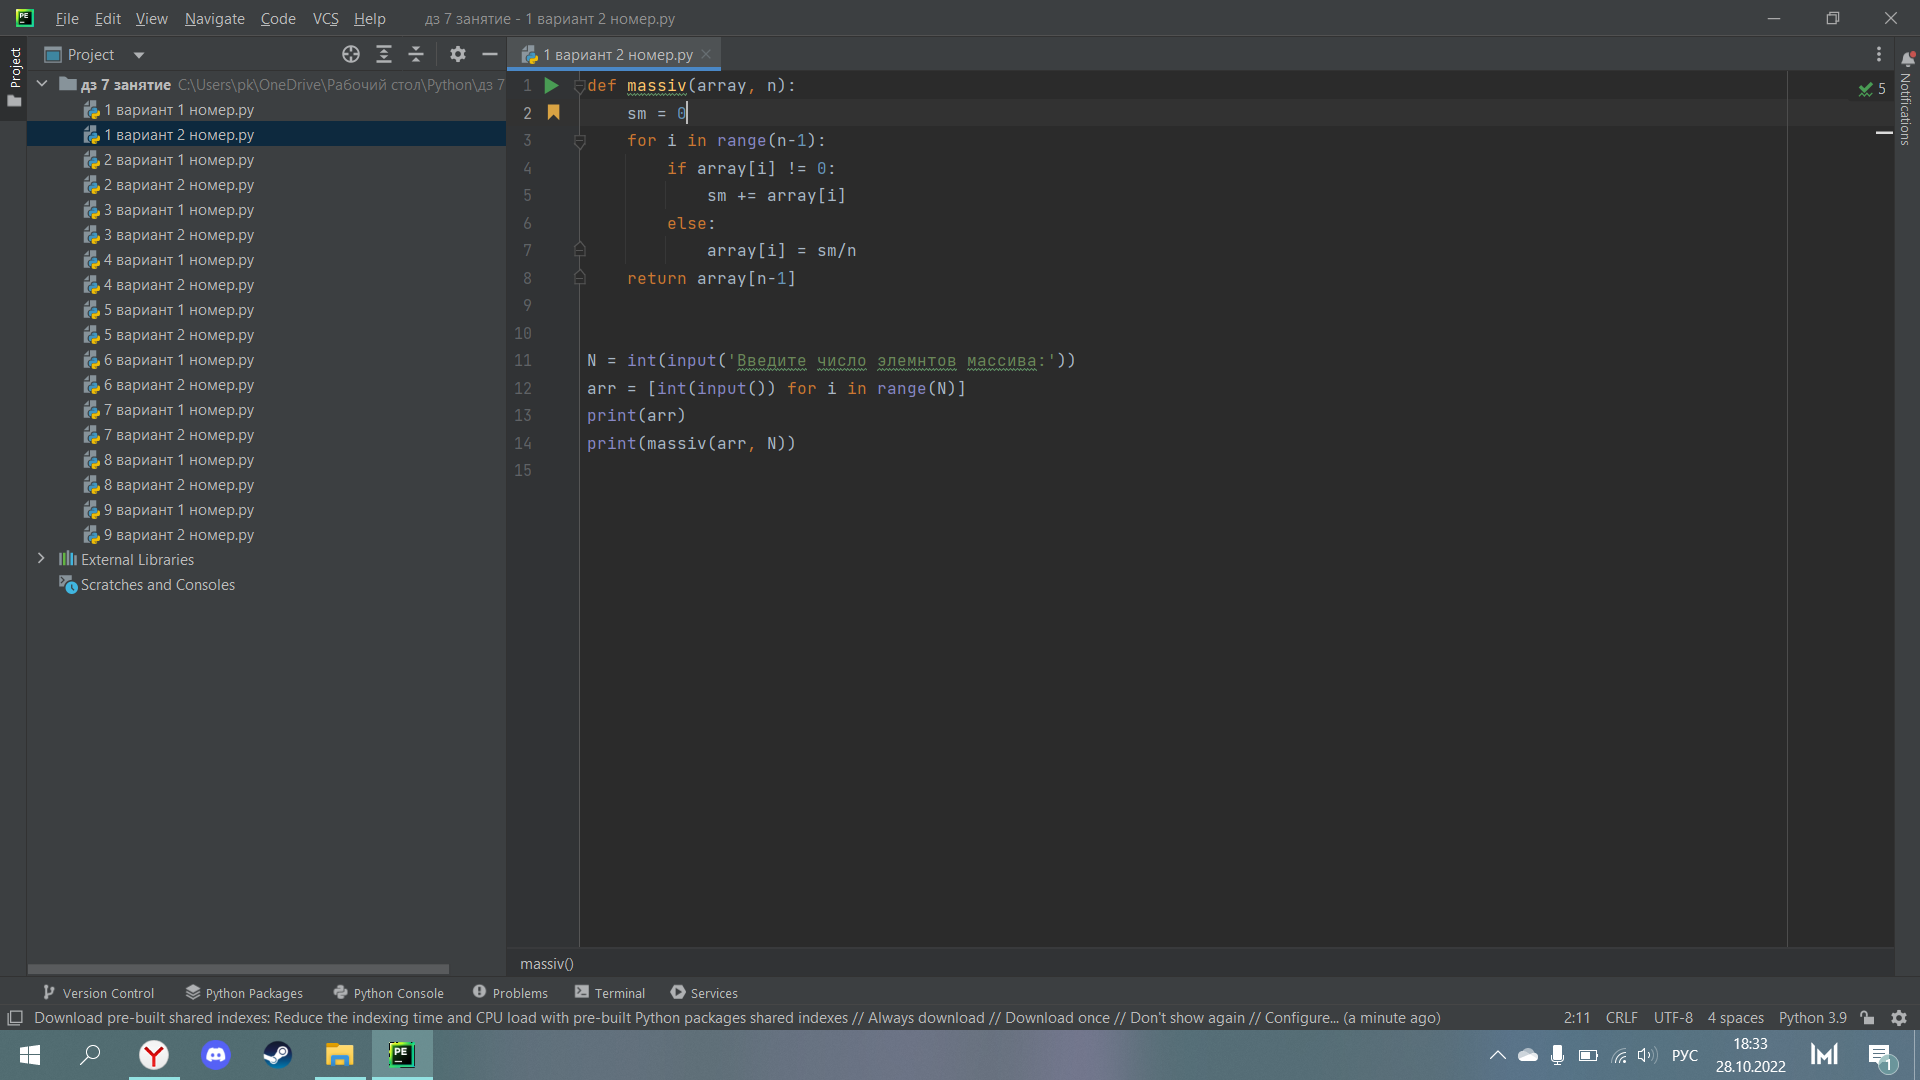 File Edit View Navigate Code VCS Help дз 7 занятие - 1 вариант 2 номер.py
Project
Project
дз 7 занятие C:\Users\pk\OneDrive\Рабочий стол\Python\дз 7
1 вариант 1 номер.py
1 вариант 2 номер.py
2 вариант 1 номер.py
2 вариант 2 номер.py
3 вариант 1 номер.py
3 вариант 2 номер.py
4 вариант 1 номер.py
4 вариант 2 номер.py
5 вариант 1 номер.py
5 вариант 2 номер.py
6 вариант 1 номер.py
6 вариант 2 номер.py
7 вариант 1 номер.py
7 вариант 2 номер.py
8 вариант 1 номер.py
8 вариант 2 номер.py
9 вариант 1 номер.py
9 вариант 2 номер.py
External Libraries
Scratches and Consoles
1 вариант 2 номер.py
1 def massiv(array, n):
2 sm = 0
3 for i in range(n-1):
4 if array[i] != 0:
5 sm += array[i]
6 else:
7 array[i] = sm/n
8 return array[n-1]
9
10
11 N = int(input('Введите число элемнтов массива:'))
12 arr = [int(input()) for i in range(N)]
13 print(arr)
14 print(massiv(arr, N))
15
5
Notifications
massiv()
Version Control Python Packages Python Console Problems Terminal Services
Download pre-built shared indexes: Reduce the indexing time and CPU load with pre-built Python packages shared indexes // Always download // Download once // Don't show again // Configure... (a minute ago) 2:11 CRLF UTF-8 4 spaces Python 3.9
PE
PE
РУС
18:33
28.10.2022
1